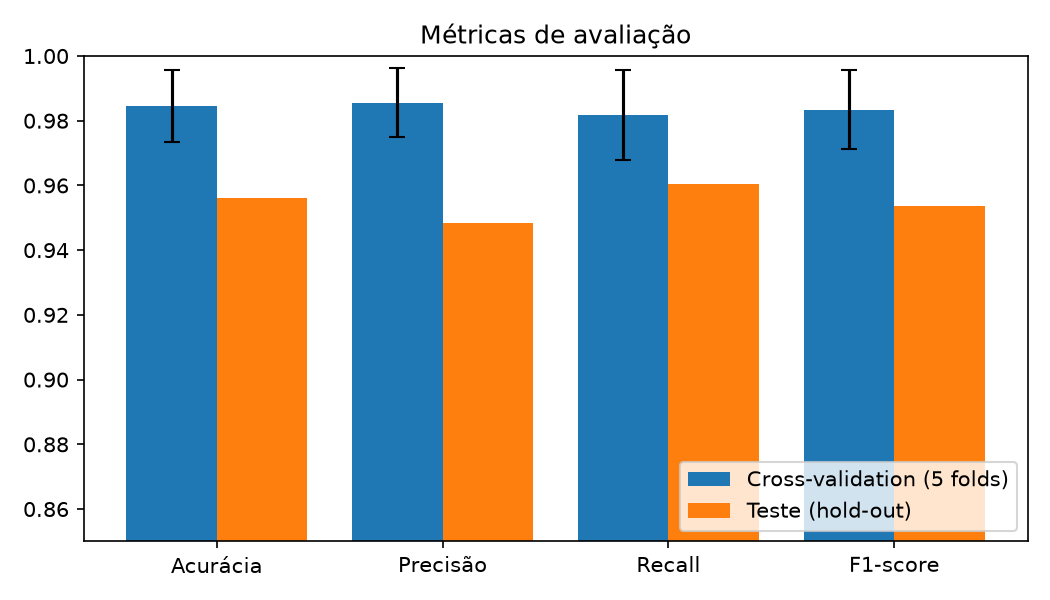 Métricas de avaliação
1.00
0.98
0.96
0.94
0.92
0.90
0.88
0.86
Cross-validation (5 folds)
Teste (hold-out)
Acurácia Precisão Recall F1-score